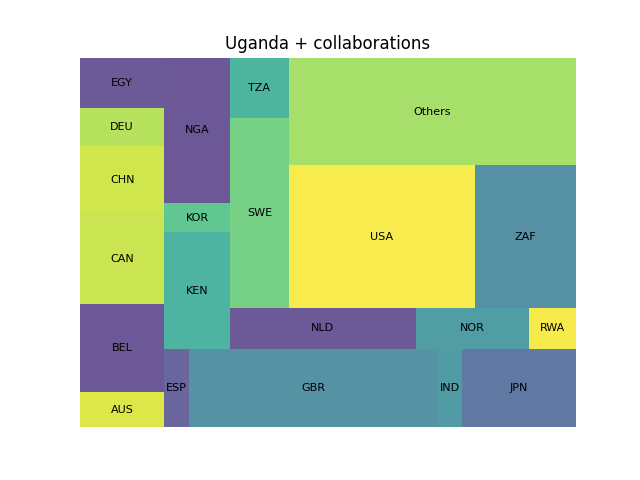 Uganda + collaborations
EGY
DEU
CHN
CAN
BEL
AUS
NGA
KOR
KEN
TZA
SWE
Others
USA
ZAF
NLD
NOR
RWA
ESP
GBR
IND
JPN